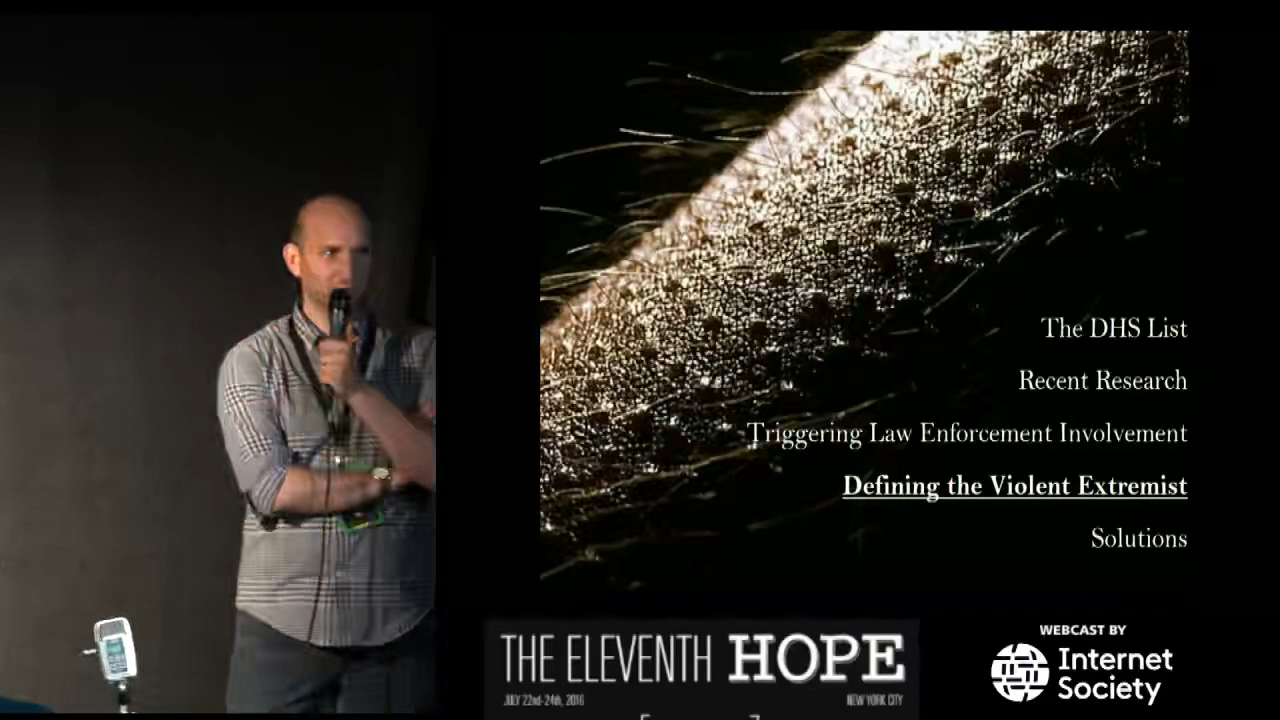 The DHS List
Recent Research
Triggering Law Enforcement Involvement
Defining the Violent Extremist
Solutions
THE ELEVENTH HOPE
JULY 22nd-24th, 2016 NEW YORK CITY
WEBCAST BY
Internet
Society